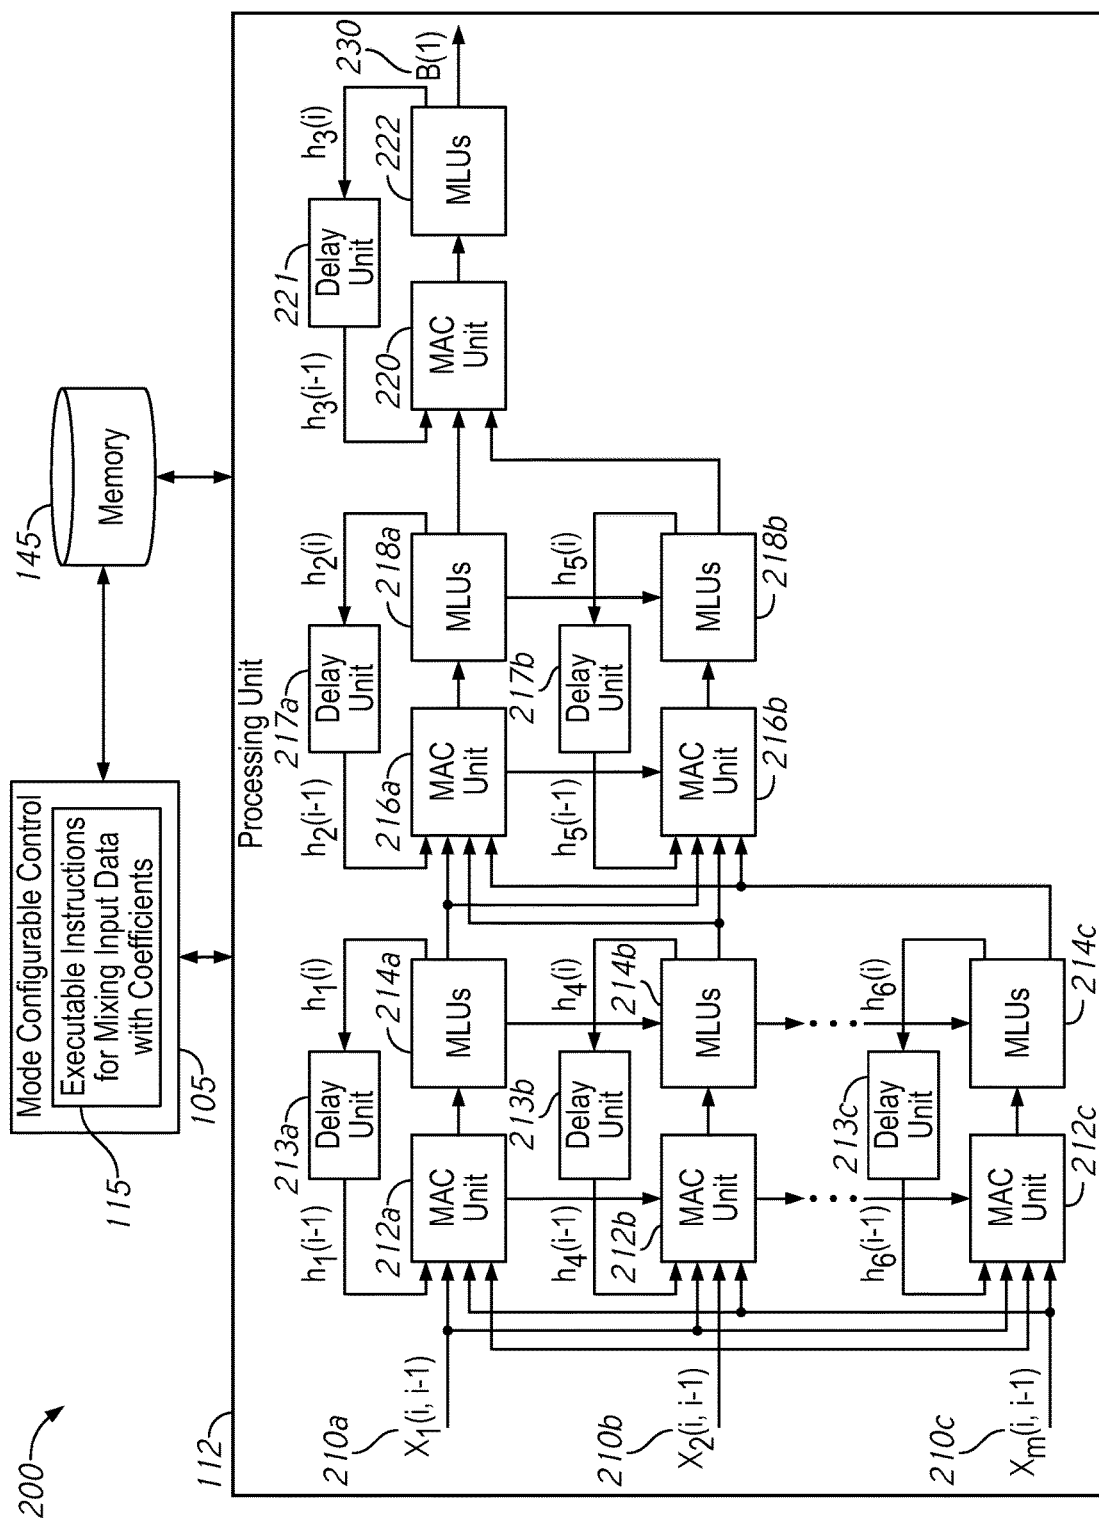 200
115
Mode Configurable Control
Executable Instructions
for Mixing Input Data
with Coefficients
105
145
Memory
112
Processing Unit
210a
X1(i, i-1)
210b
X2(i, i-1)
210c
Xm(i, i-1)
h1(i-1)
213a
Delay
Unit
h1(i)
212a
MAC
Unit
214a
MLUs
h4(i-1)
213b
Delay
Unit
h4(i)
212b
MAC
Unit
214b
MLUs
h6(i-1)
213c
Delay
Unit
h6(i)
212c
MAC
Unit
214c
MLUs
h2(i-1)
217a
Delay
Unit
h2(i)
216a
MAC
Unit
218a
MLUs
h5(i-1)
217b
Delay
Unit
h5(i)
216b
MAC
Unit
218b
MLUs
h3(i-1)
221
Delay
Unit
h3(i)
220
MAC
Unit
222
MLUs
230
B(1)